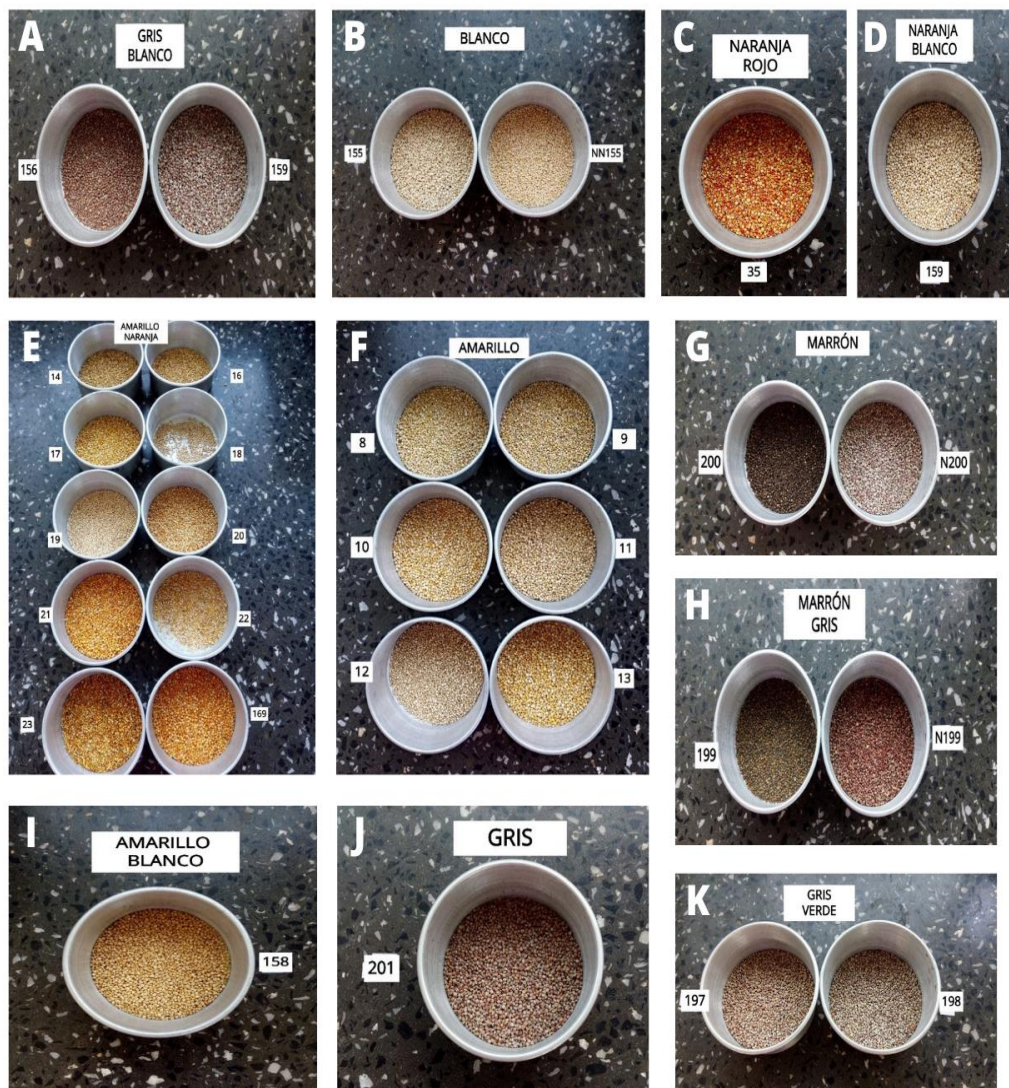 A
GRIS
BLANCO
156
159
B
BLANCO
155
NN155
C
NARANJA
ROJO
35
D
NARANJA
BLANCO
159
E
AMARILLO
NARANJA
14
16
17
18
19
20
21
22
23
169
F
AMARILLO
8
9
10
11
12
13
G
MARRÓN
200
N200
H
MARRÓN
GRIS
199
N199
I
AMARILLO
BLANCO
158
J
GRIS
201
K
GRIS
VERDE
197
198